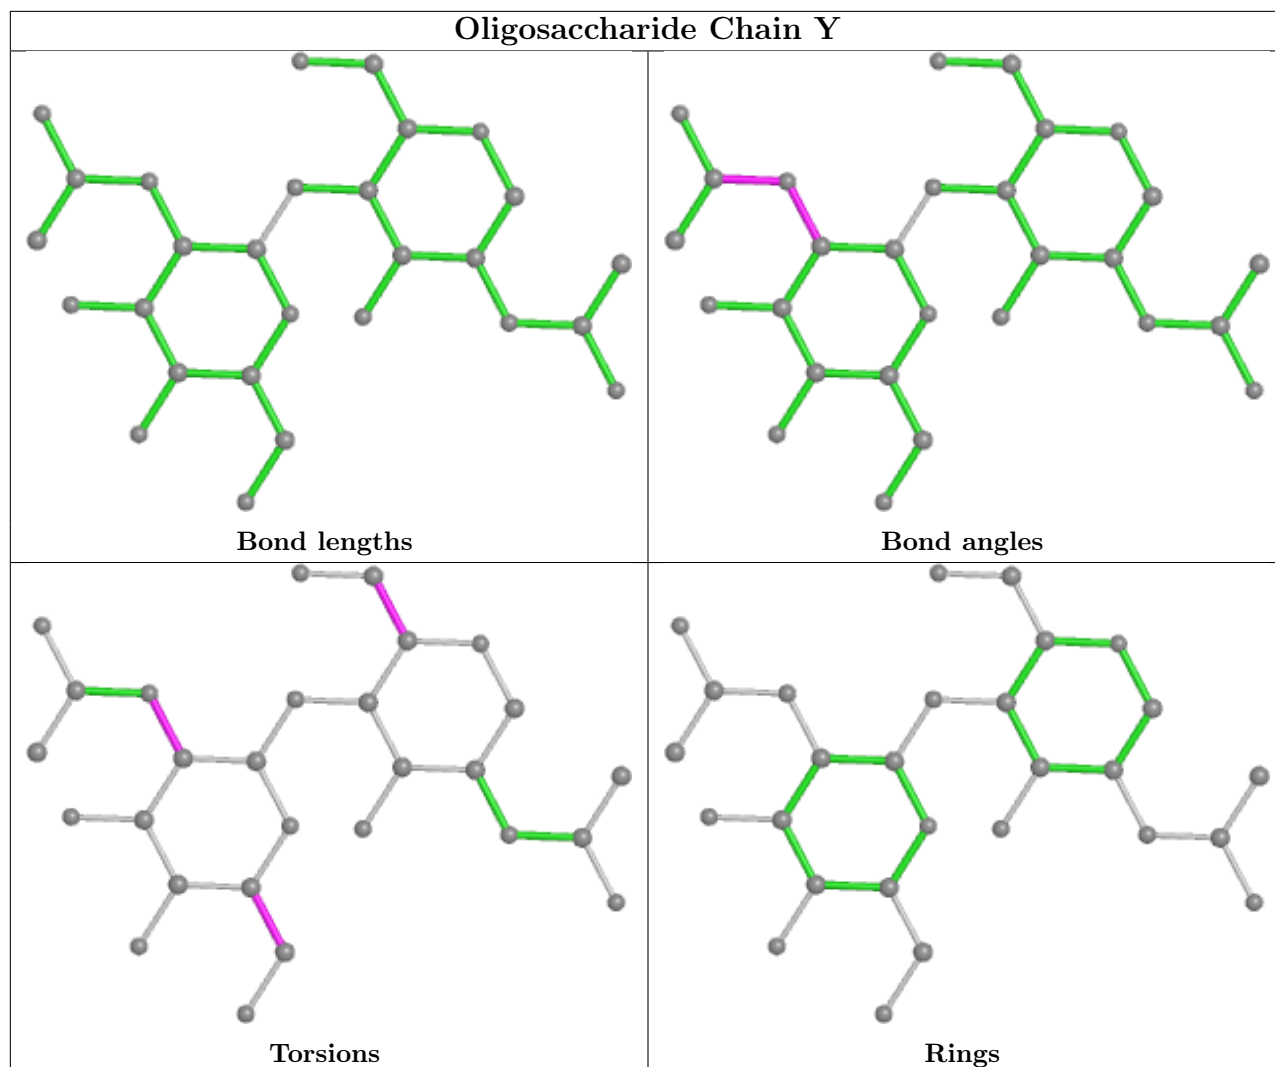 Oligosaccharide Chain Y
Bond lengths
Bond angles
Torsions
Rings